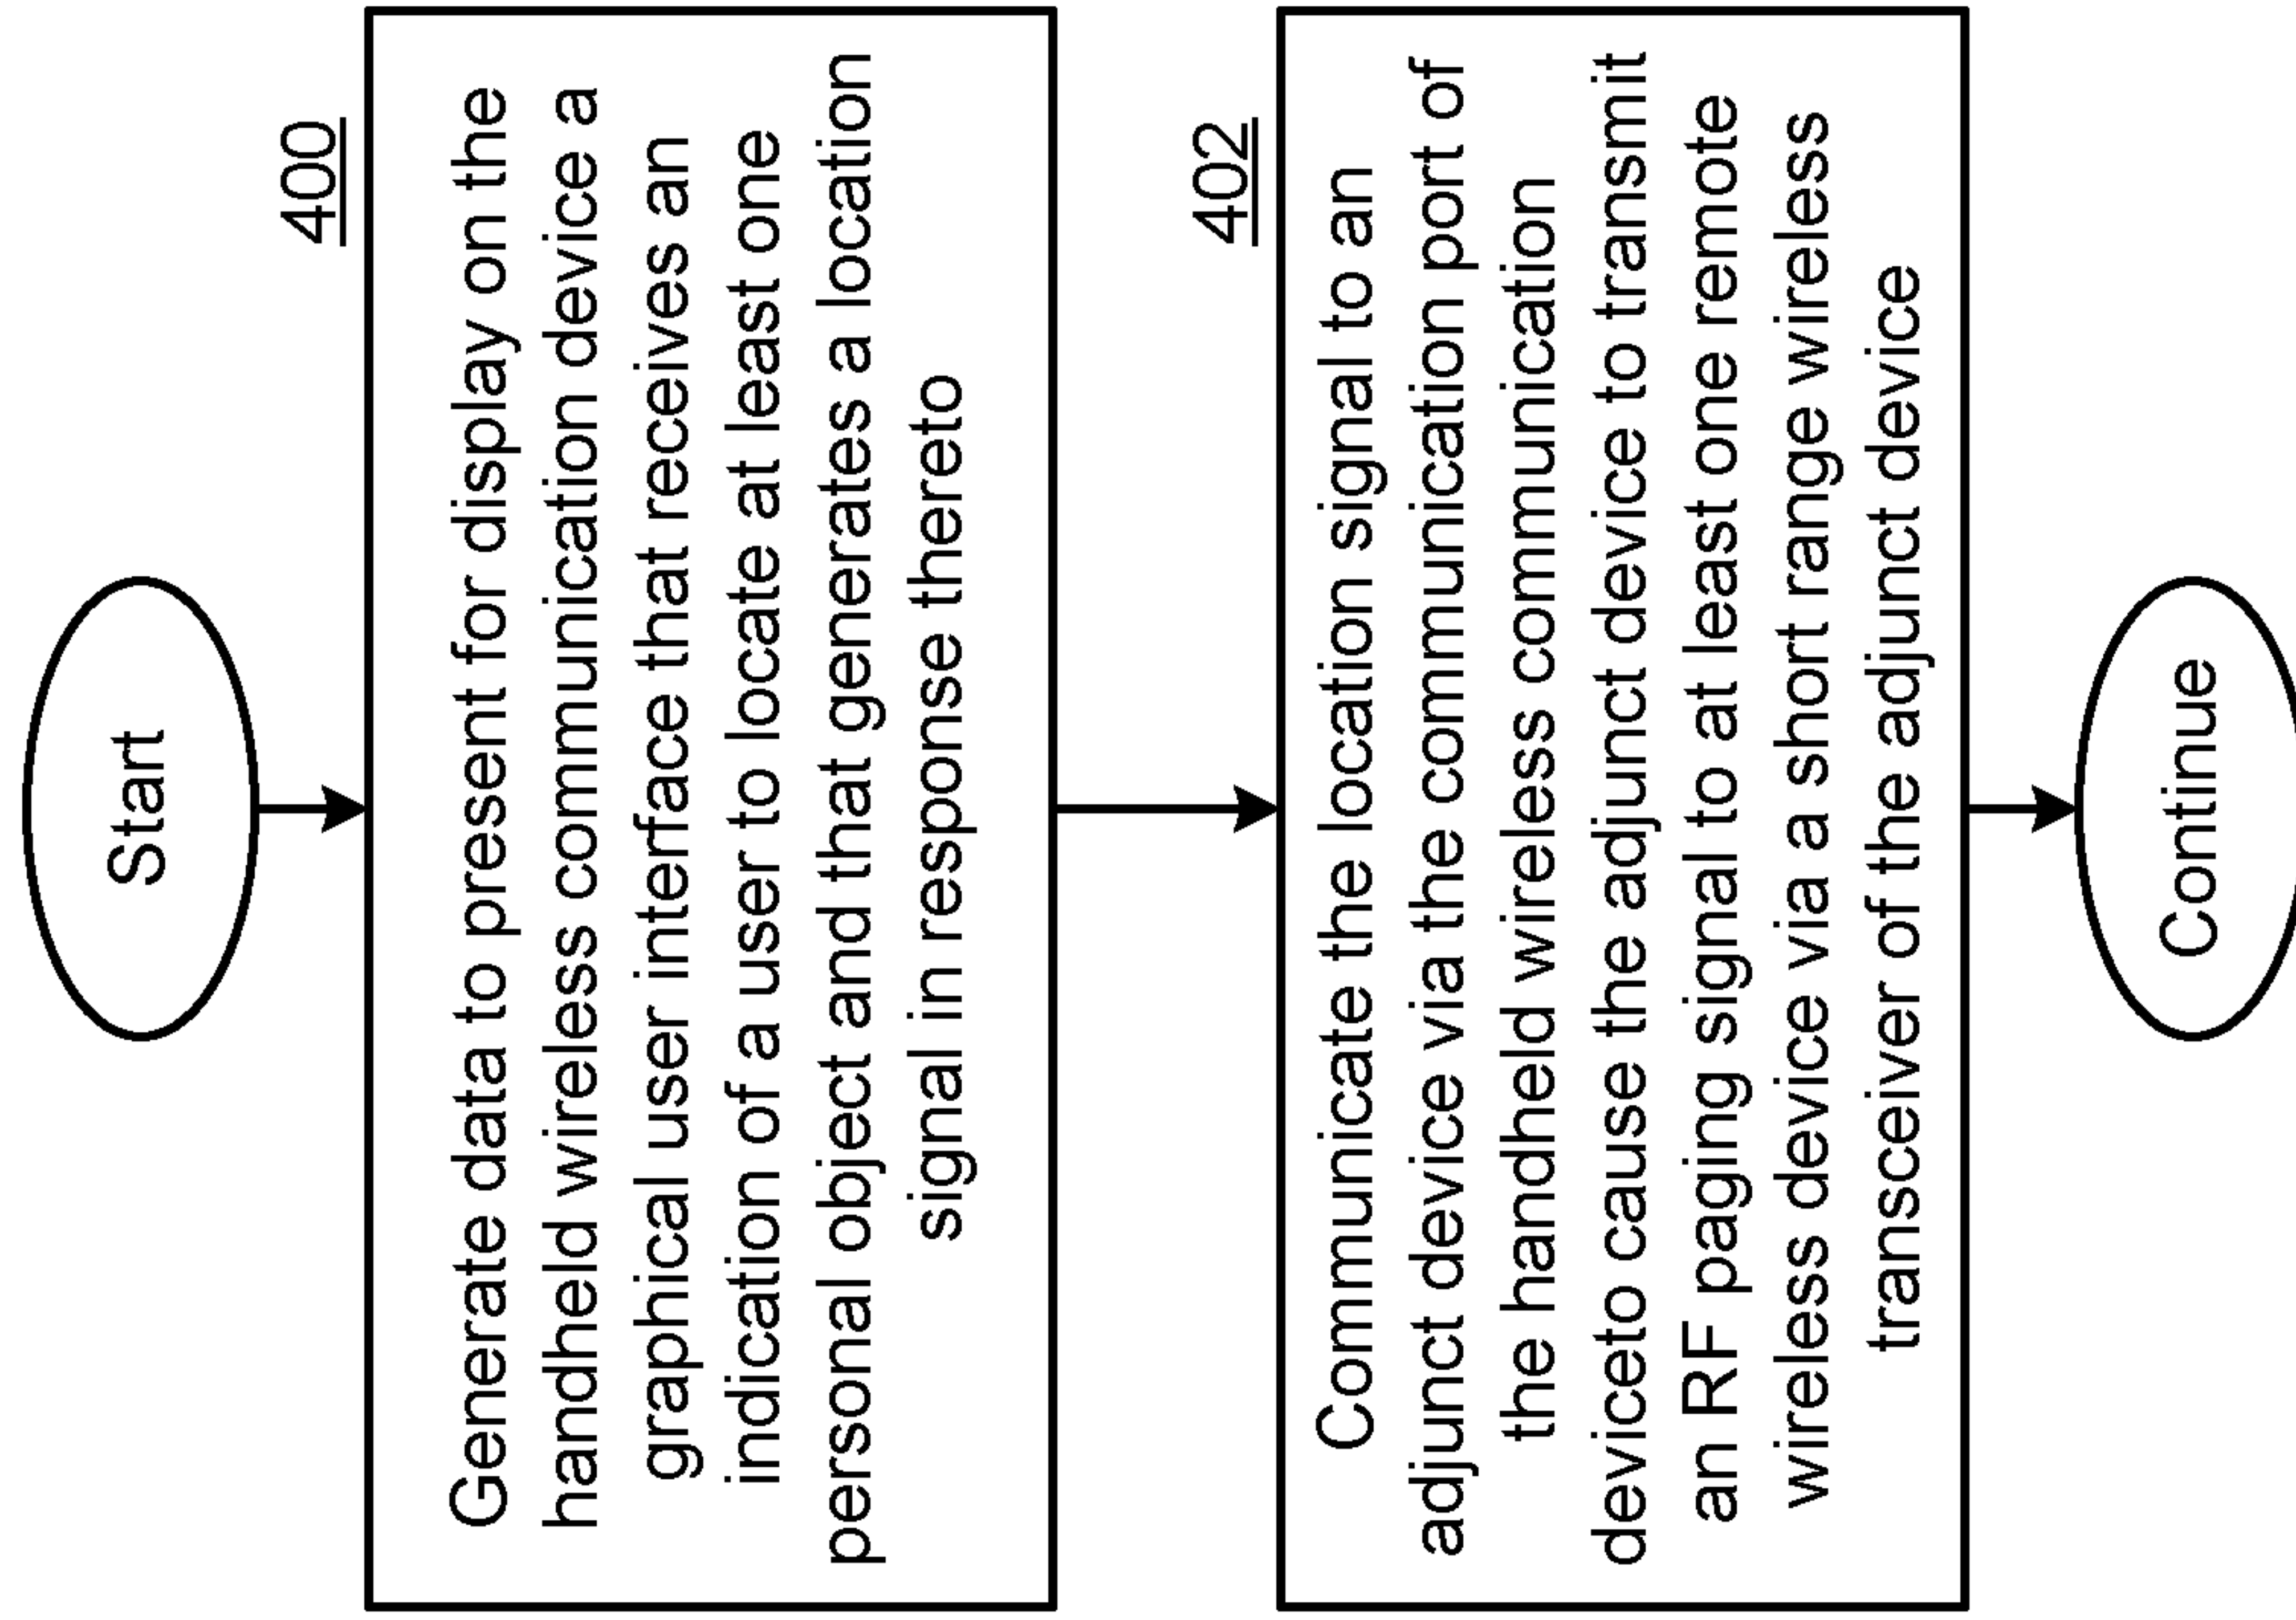 Start
400
Generate data to present for display on the
handheld wireless communication device a
graphical user interface that receives an
indication of a user to locate at least one
personal object and that generates a location
signal in response thereto
402
Communicate the location signal to an
adjunct device via the communication port of
the handheld wireless communication
deviceto cause the adjunct device to transmit
an RF paging signal to at least one remote
wireless device via a short range wireless
transceiver of the adjunct device
Continue